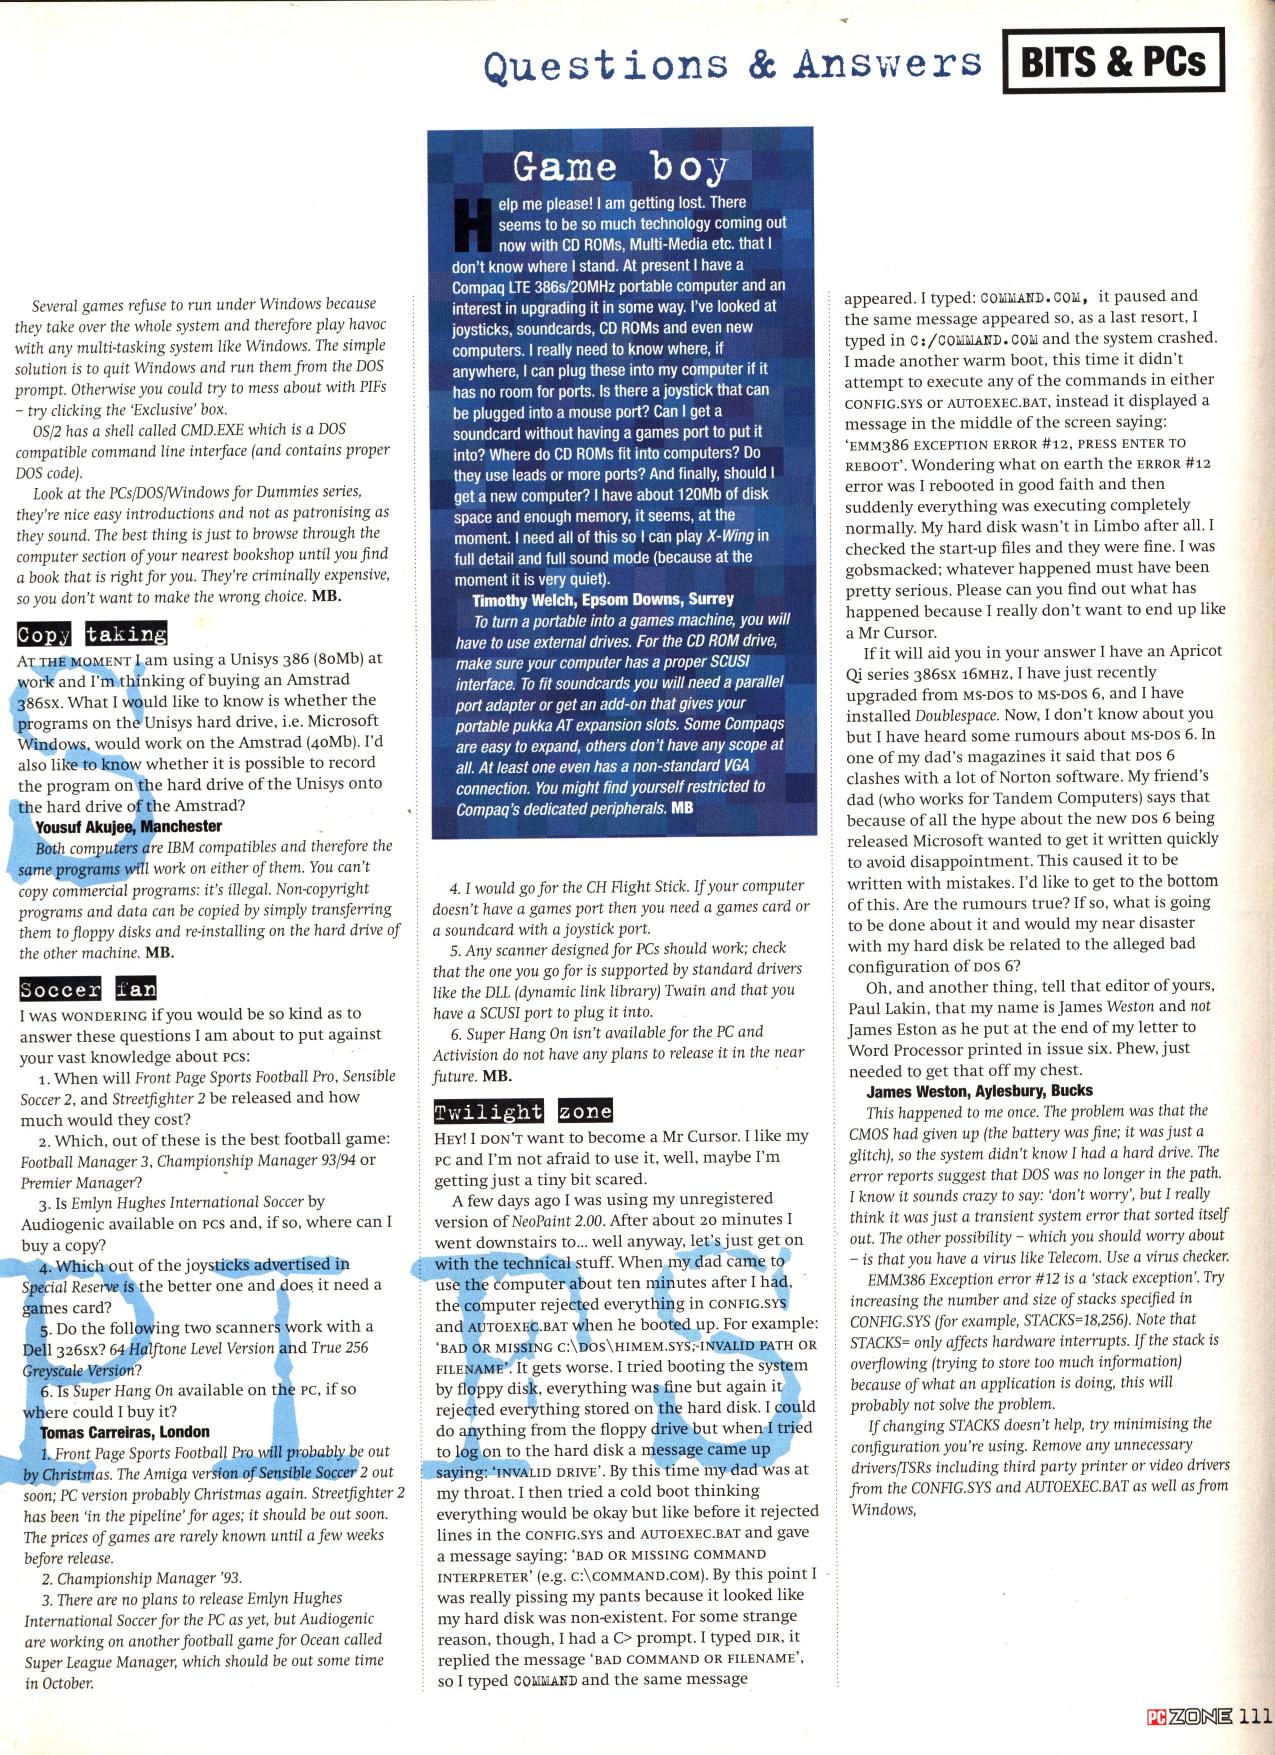 Questions & Answers BITS & PCs
Several games refuse to run under Windows because
they take over the whole system and therefore play havoc
with any multi-tasking system like Windows. The simple
solution is to quit Windows and run them from the DOS
prompt. Otherwise you could try to mess about with PIFs
– try clicking the ‘Exclusive’ box.
OS/2 has a shell called CMD.EXE which is a DOS
compatible command line interface (and contains proper
DOS code).
Look at the PCs/DOS/Windows for Dummies series,
they’re nice easy introductions and not as patronising as
they sound. The best thing is just to browse through the
computer section of your nearest bookshop until you find
a book that is right for you. They’re criminally expensive,
so you don’t want to make the wrong choice. MB.
Copy taking
AT THE MOMENT I am using a Unisys 386 (80Mb) at
work and I’m thinking of buying an Amstrad
386SX. What I would like to know is whether the
programs on the Unisys hard drive, i.e. Microsoft
Windows, would work on the Amstrad (40Mb). I’d
also like to know whether it is possible to record
the program on the hard drive of the Unisys onto
the hard drive of the Amstrad?
Yousuf Akujee, Manchester
Both computers are IBM compatibles and therefore the
same programs will work on either of them. You can’t
copy commercial programs: it’s illegal. Non-copyright
programs and data can be copied by simply transferring
them to floppy disks and re-installing on the hard drive of
the other machine. MB.
Soccer fan
I WAS WONDERING if you would be so kind as to
answer these questions I am about to put against
your vast knowledge about PCs:
1. When will Front Page Sports Football Pro, Sensible
Soccer 2, and Streetfighter 2 be released and how
much would they cost?
2. Which, out of these is the best football game:
Football Manager 3, Championship Manager 93/94 or
Premier Manager?
3. Is Emlyn Hughes International Soccer by
Audiogenic available on PCs and, if so, where can I
buy a copy?
4. Which out of the joysticks advertised in
Special Reserve is the better one and does it need a
games card?
5. Do the following two scanners work with a
Dell 326SX? 64 Halftone Level Version and True 256
Greyscale Version?
6. Is Super Hang On available on the PC, if so
where could I buy it?
Tomas Carreiras, London
1. Front Page Sports Football Pro will probably be out
by Christmas. The Amiga version of Sensible Soccer 2 out
soon; PC version probably Christmas again. Streetfighter 2
has been ‘in the pipeline’ for ages; it should be out soon.
The prices of games are rarely known until a few weeks
before release.
2. Championship Manager ’93.
3. There are no plans to release Emlyn Hughes
International Soccer for the PC as yet, but Audiogenic
are working on another football game for Ocean called
Super League Manager, which should be out some time
in October.
Game boy
Help me please! I am getting lost. There
seems to be so much technology coming out
now with CD ROMs, Multi-Media etc. that I
don’t know where I stand. At present I have a
Compaq LTE 386s/20MHz portable computer and an
interest in upgrading it in some way. I’ve looked at
joysticks, soundcards, CD ROMs and even new
computers. I really need to know where, if
anywhere, I can plug these into my computer if it
has no room for ports. Is there a joystick that can
be plugged into a mouse port? Can I get a
soundcard without having a games port to put it
into? Where do CD ROMs fit into computers? Do
they use leads or more ports? And finally, should I
get a new computer? I have about 120Mb of disk
space and enough memory, it seems, at the
moment. I need all of this so I can play X-Wing in
full detail and full sound mode (because at the
moment it is very quiet).
Timothy Welch, Epsom Downs, Surrey
To turn a portable into a games machine, you will
have to use external drives. For the CD ROM drive,
make sure your computer has a proper SCUSI
interface. To fit soundcards you will need a parallel
port adapter or get an add-on that gives your
portable pukka AT expansion slots. Some Compaqs
are easy to expand, others don’t have any scope at
all. At least one even has a non-standard VGA
connection. You might find yourself restricted to
Compaq’s dedicated peripherals. MB
4. I would go for the CH Flight Stick. If your computer
doesn’t have a games port then you need a games card or
a soundcard with a joystick port.
5. Any scanner designed for PCs should work; check
that the one you go for is supported by standard drivers
like the DLL (dynamic link library) Twain and that you
have a SCUSI port to plug it into.
6. Super Hang On isn’t available for the PC and
Activision do not have any plans to release it in the near
future. MB.
Twilight zone
HEY! I DON’T want to become a Mr Cursor. I like my
PC and I’m not afraid to use it, well, maybe I’m
getting just a tiny bit scared.
A few days ago I was using my unregistered
version of NeoPaint 2.00. After about 20 minutes I
went downstairs to... well anyway, let’s just get on
with the technical stuff. When my dad came to
use the computer about ten minutes after I had,
the computer rejected everything in CONFIG.SYS
and AUTOEXEC.BAT when he booted up. For example:
‘BAD OR MISSING C:\DOS\HIMEM.SYS;-INVALID PATH OR
FILENAME’. It gets worse. I tried booting the system
by floppy disk, everything was fine but again it
rejected everything stored on the hard disk. I could
do anything from the floppy drive but when I tried
to log on to the hard disk a message came up
saying: ‘INVALID DRIVE’. By this time my dad was at
my throat. I then tried a cold boot thinking
everything would be okay but like before it rejected
lines in the CONFIG.SYS and AUTOEXEC.BAT and gave
a message saying: ‘BAD OR MISSING COMMAND
INTERPRETER’ (e.g. C:\COMMAND.COM). By this point I
was really pissing my pants because it looked like
my hard disk was non-existent. For some strange
reason, though, I had a C> prompt. I typed DIR, it
replied the message ‘BAD COMMAND OR FILENAME’,
so I typed COMMAND and the same message
appeared. I typed: COMMAND.COM, it paused and
the same message appeared so, as a last resort, I
typed in C:/COMMAND.COM and the system crashed.
I made another warm boot, this time it didn’t
attempt to execute any of the commands in either
CONFIG.SYS or AUTOEXEC.BAT, instead it displayed a
message in the middle of the screen saying:
‘EMM386 EXCEPTION ERROR #12, PRESS ENTER TO
REBOOT’. Wondering what on earth the ERROR #12
error was I rebooted in good faith and then
suddenly everything was executing completely
normally. My hard disk wasn’t in Limbo after all. I
checked the start-up files and they were fine. I was
gobsmacked; whatever happened must have been
pretty serious. Please can you find out what has
happened because I really don’t want to end up like
a Mr Cursor.
If it will aid you in your answer I have an Apricot
Qi series 386SX 16MHZ, I have just recently
upgraded from MS-DOS to MS-DOS 6, and I have
installed Doublespace. Now, I don’t know about you
but I have heard some rumours about MS-DOS 6. In
one of my dad’s magazines it said that DOS 6
clashes with a lot of Norton software. My friend’s
dad (who works for Tandem Computers) says that
because of all the hype about the new DOS 6 being
released Microsoft wanted to get it written quickly
to avoid disappointment. This caused it to be
written with mistakes. I’d like to get to the bottom
of this. Are the rumours true? If so, what is going
to be done about it and would my near disaster
with my hard disk be related to the alleged bad
configuration of DOS 6?
Oh, and another thing, tell that editor of yours,
Paul Lakin, that my name is James Weston and not
James Eston as he put at the end of my letter to
Word Processor printed in issue six. Phew, just
needed to get that off my chest.
James Weston, Aylesbury, Bucks
This happened to me once. The problem was that the
CMOS had given up (the battery was fine; it was just a
glitch), so the system didn’t know I had a hard drive. The
error reports suggest that DOS was no longer in the path.
I know it sounds crazy to say: ‘don’t worry’, but I really
think it was just a transient system error that sorted itself
out. The other possibility – which you should worry about
– is that you have a virus like Telecom. Use a virus checker.
EMM386 Exception error #12 is a ‘stack exception’. Try
increasing the number and size of stacks specified in
CONFIG.SYS (for example, STACKS=18,256). Note that
STACKS= only affects hardware interrupts. If the stack is
overflowing (trying to store too much information)
because of what an application is doing, this will
probably not solve the problem.
If changing STACKS doesn’t help, try minimising the
configuration you’re using. Remove any unnecessary
drivers/TSRs including third party printer or video drivers
from the CONFIG.SYS and AUTOEXEC.BAT as well as from
Windows,
PC ZONE 111